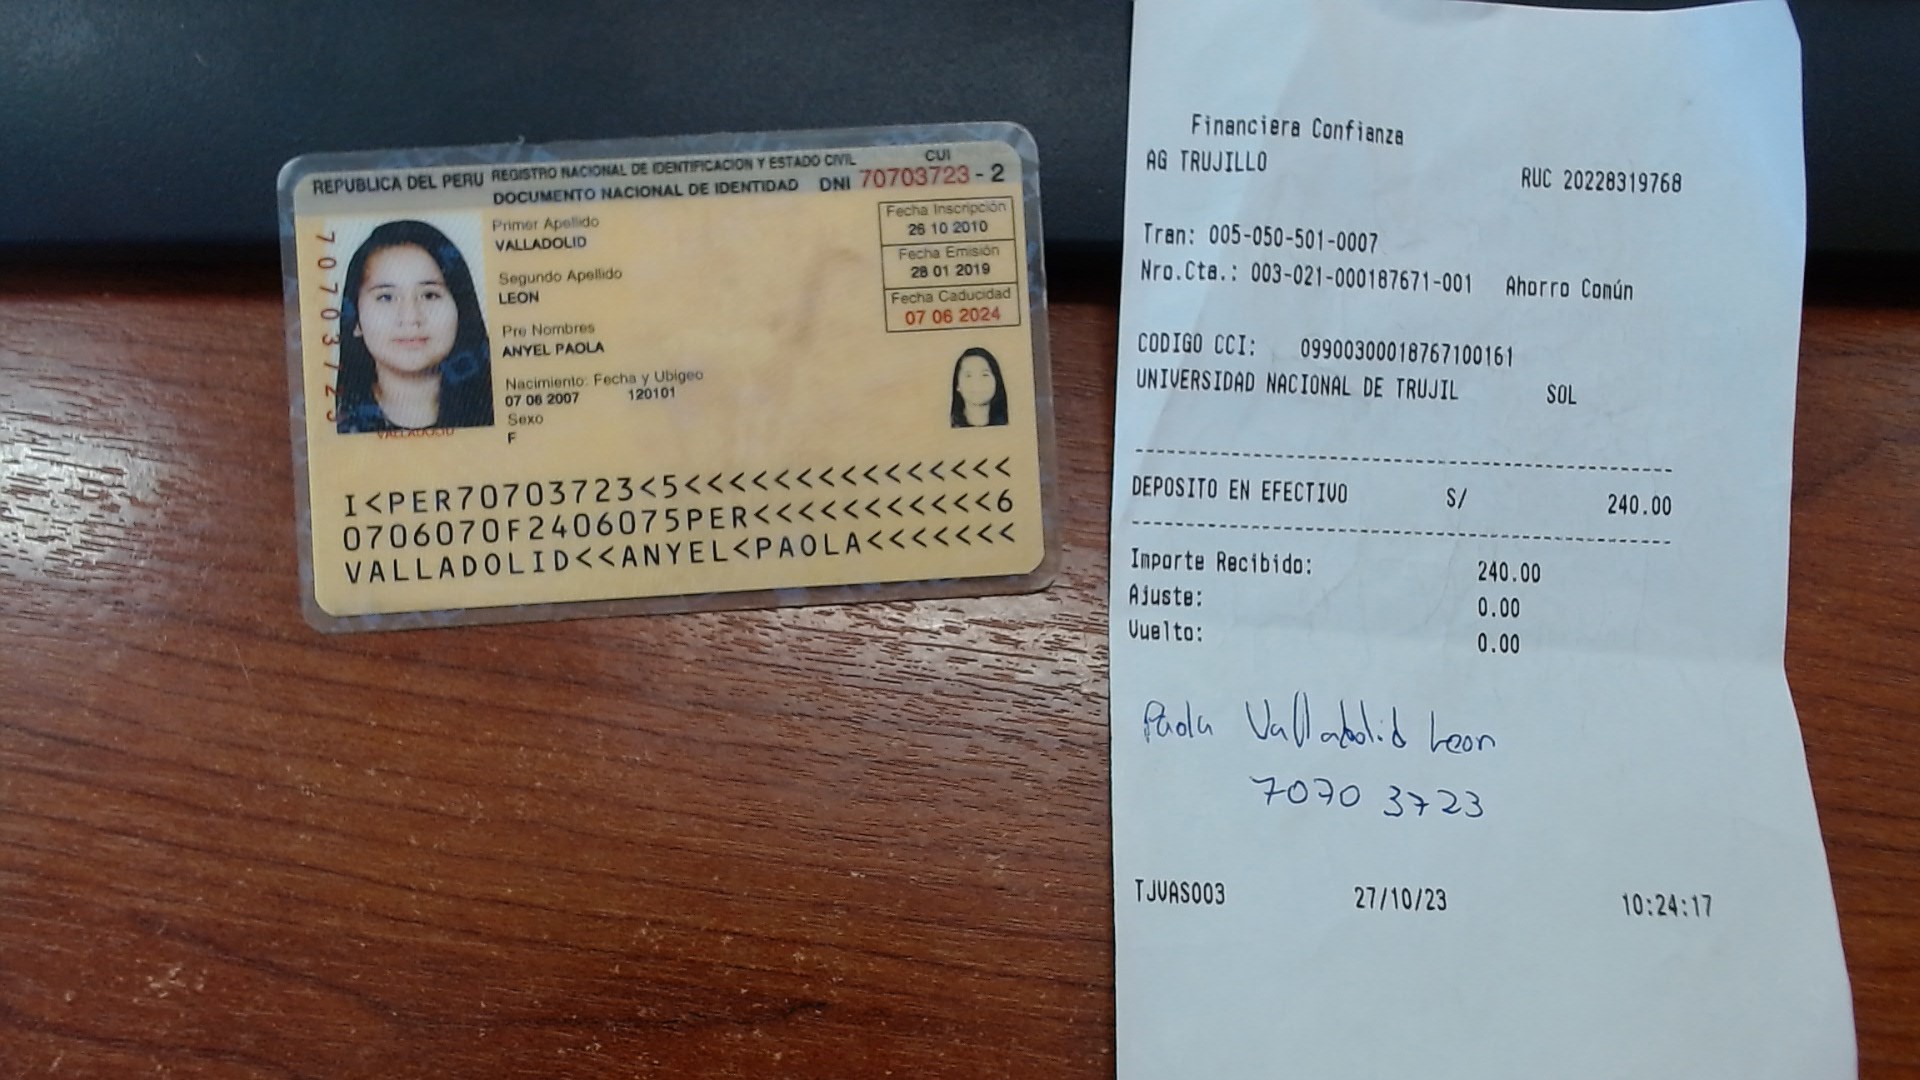 REPUBLICA DEL PERU REGISTRO NACIONAL DE IDENTIFICACION Y ESTADO CIVIL CUI
DOCUMENTO NACIONAL DE IDENTIDAD DNI 70703723 - 2
70703723
Primer Apellido
VALLADOLID
Segundo Apellido
LEON
Pre Nombres
ANYEL PAOLA
Nacimiento: Fecha y Ubigeo
07 06 2007 120101
Sexo
F
Fecha Inscripción
26 10 2010
Fecha Emisión
28 01 2019
Fecha Caducidad
07 06 2024
VALLADOLID
I<PER70703723<5<<<<<<<<<<<<<<<
0706070F2406075PER<<<<<<<<<<<6
VALLADOLID<<ANYEL<PAOLA<<<<<<<
Financiera Confianza
AG TRUJILLO RUC 20228319768
Tran: 005-050-501-0007
Nro.Cta.: 003-021-000187671-001 Ahorro Común
CODIGO CCI: 09900300018767100161
UNIVERSIDAD NACIONAL DE TRUJIL SOL
DEPOSITO EN EFECTIVO S/ 240.00
Importe Recibido: 240.00
Ajuste: 0.00
Vuelto: 0.00
Paola Valladolid Leon
7070 3723
TJVAS003 27/10/23 10:24:17